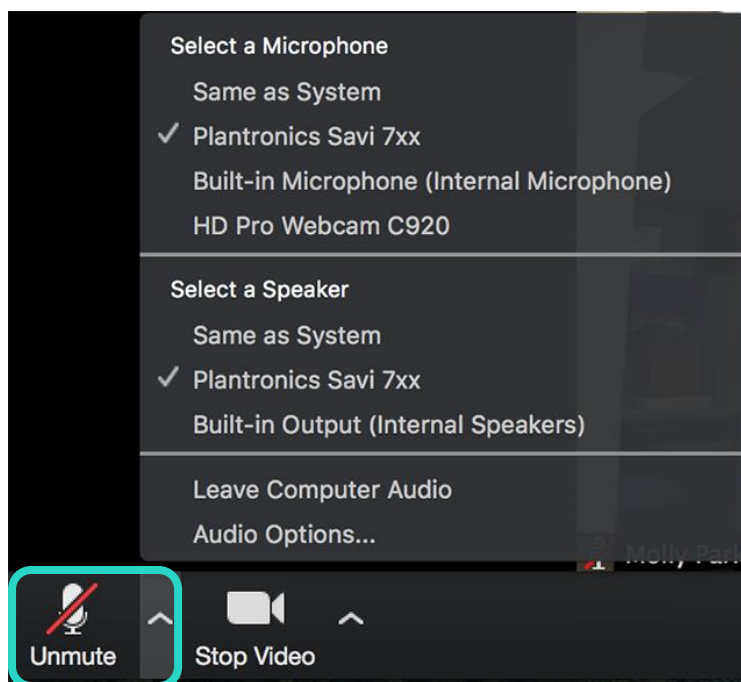 Select a Microphone
Same as System
✓ Plantronics Savi 7xx
Built-in Microphone (Internal Microphone)
HD Pro Webcam C920
Select a Speaker
Same as System
✓ Plantronics Savi 7xx
Built-in Output (Internal Speakers)
Leave Computer Audio
Audio Options...
Molly Park
Unmute
Stop Video